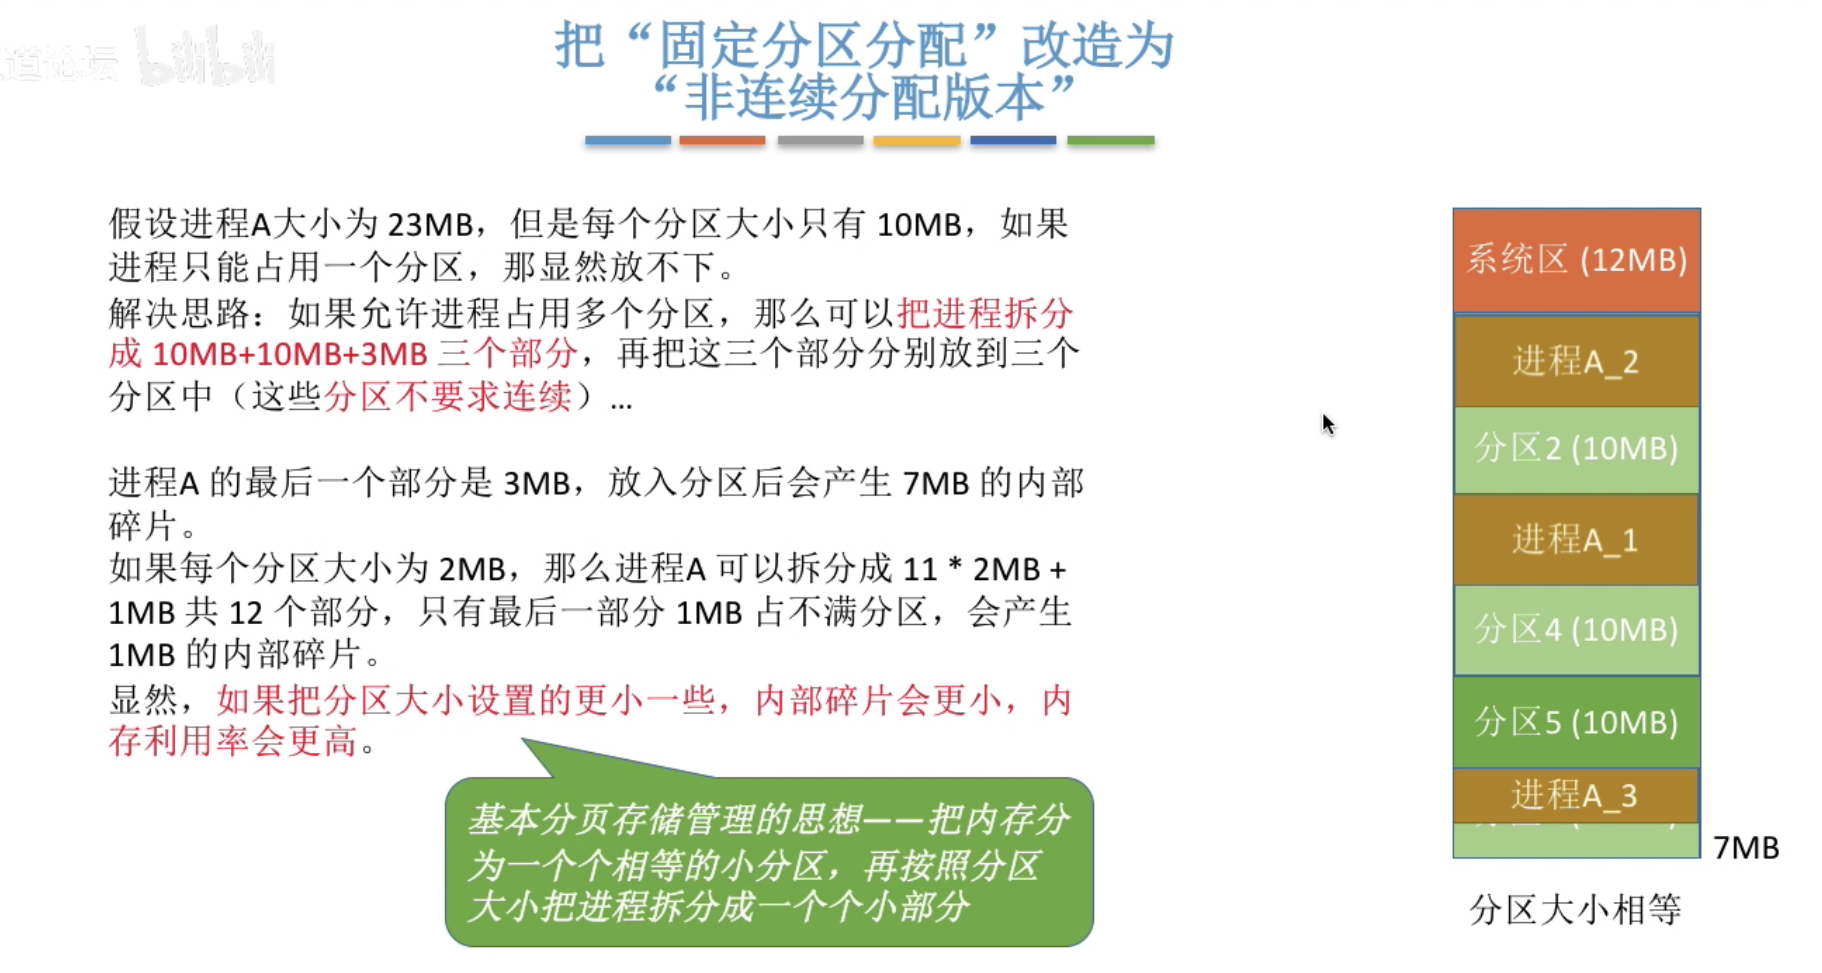 道论坛 bilibili
把“固定分区分配”改造为
“非连续分配版本”
假设进程A大小为 23MB，但是每个分区大小只有 10MB，如果
进程只能占用一个分区，那显然放不下。
解决思路：如果允许进程占用多个分区，那么可以把进程拆分
成 10MB+10MB+3MB 三个部分，再把这三个部分分别放到三个
分区中（这些分区不要求连续）...
进程A 的最后一个部分是 3MB，放入分区后会产生 7MB 的内部
碎片。
如果每个分区大小为 2MB，那么进程A 可以拆分成 11 * 2MB +
1MB 共 12 个部分，只有最后一部分 1MB 占不满分区，会产生
1MB 的内部碎片。
显然，如果把分区大小设置的更小一些，内部碎片会更小，内
存利用率会更高。
基本分页存储管理的思想——把内存分
为一个个相等的小分区，再按照分区
大小把进程拆分成一个个小部分
系统区 (12MB)
进程A_2
分区2 (10MB)
进程A_1
分区4 (10MB)
分区5 (10MB)
进程A_3
7MB
分区大小相等